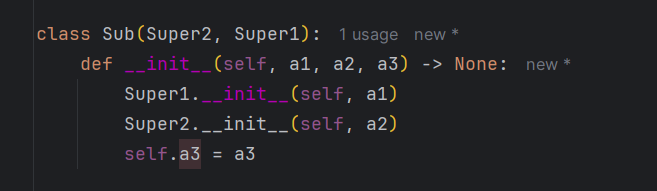 class Sub(Super2, Super1): 1 usage new *
    def __init__(self, a1, a2, a3) -> None: new *
        Super1.__init__(self, a1)
        Super2.__init__(self, a2)
        self.a3 = a3